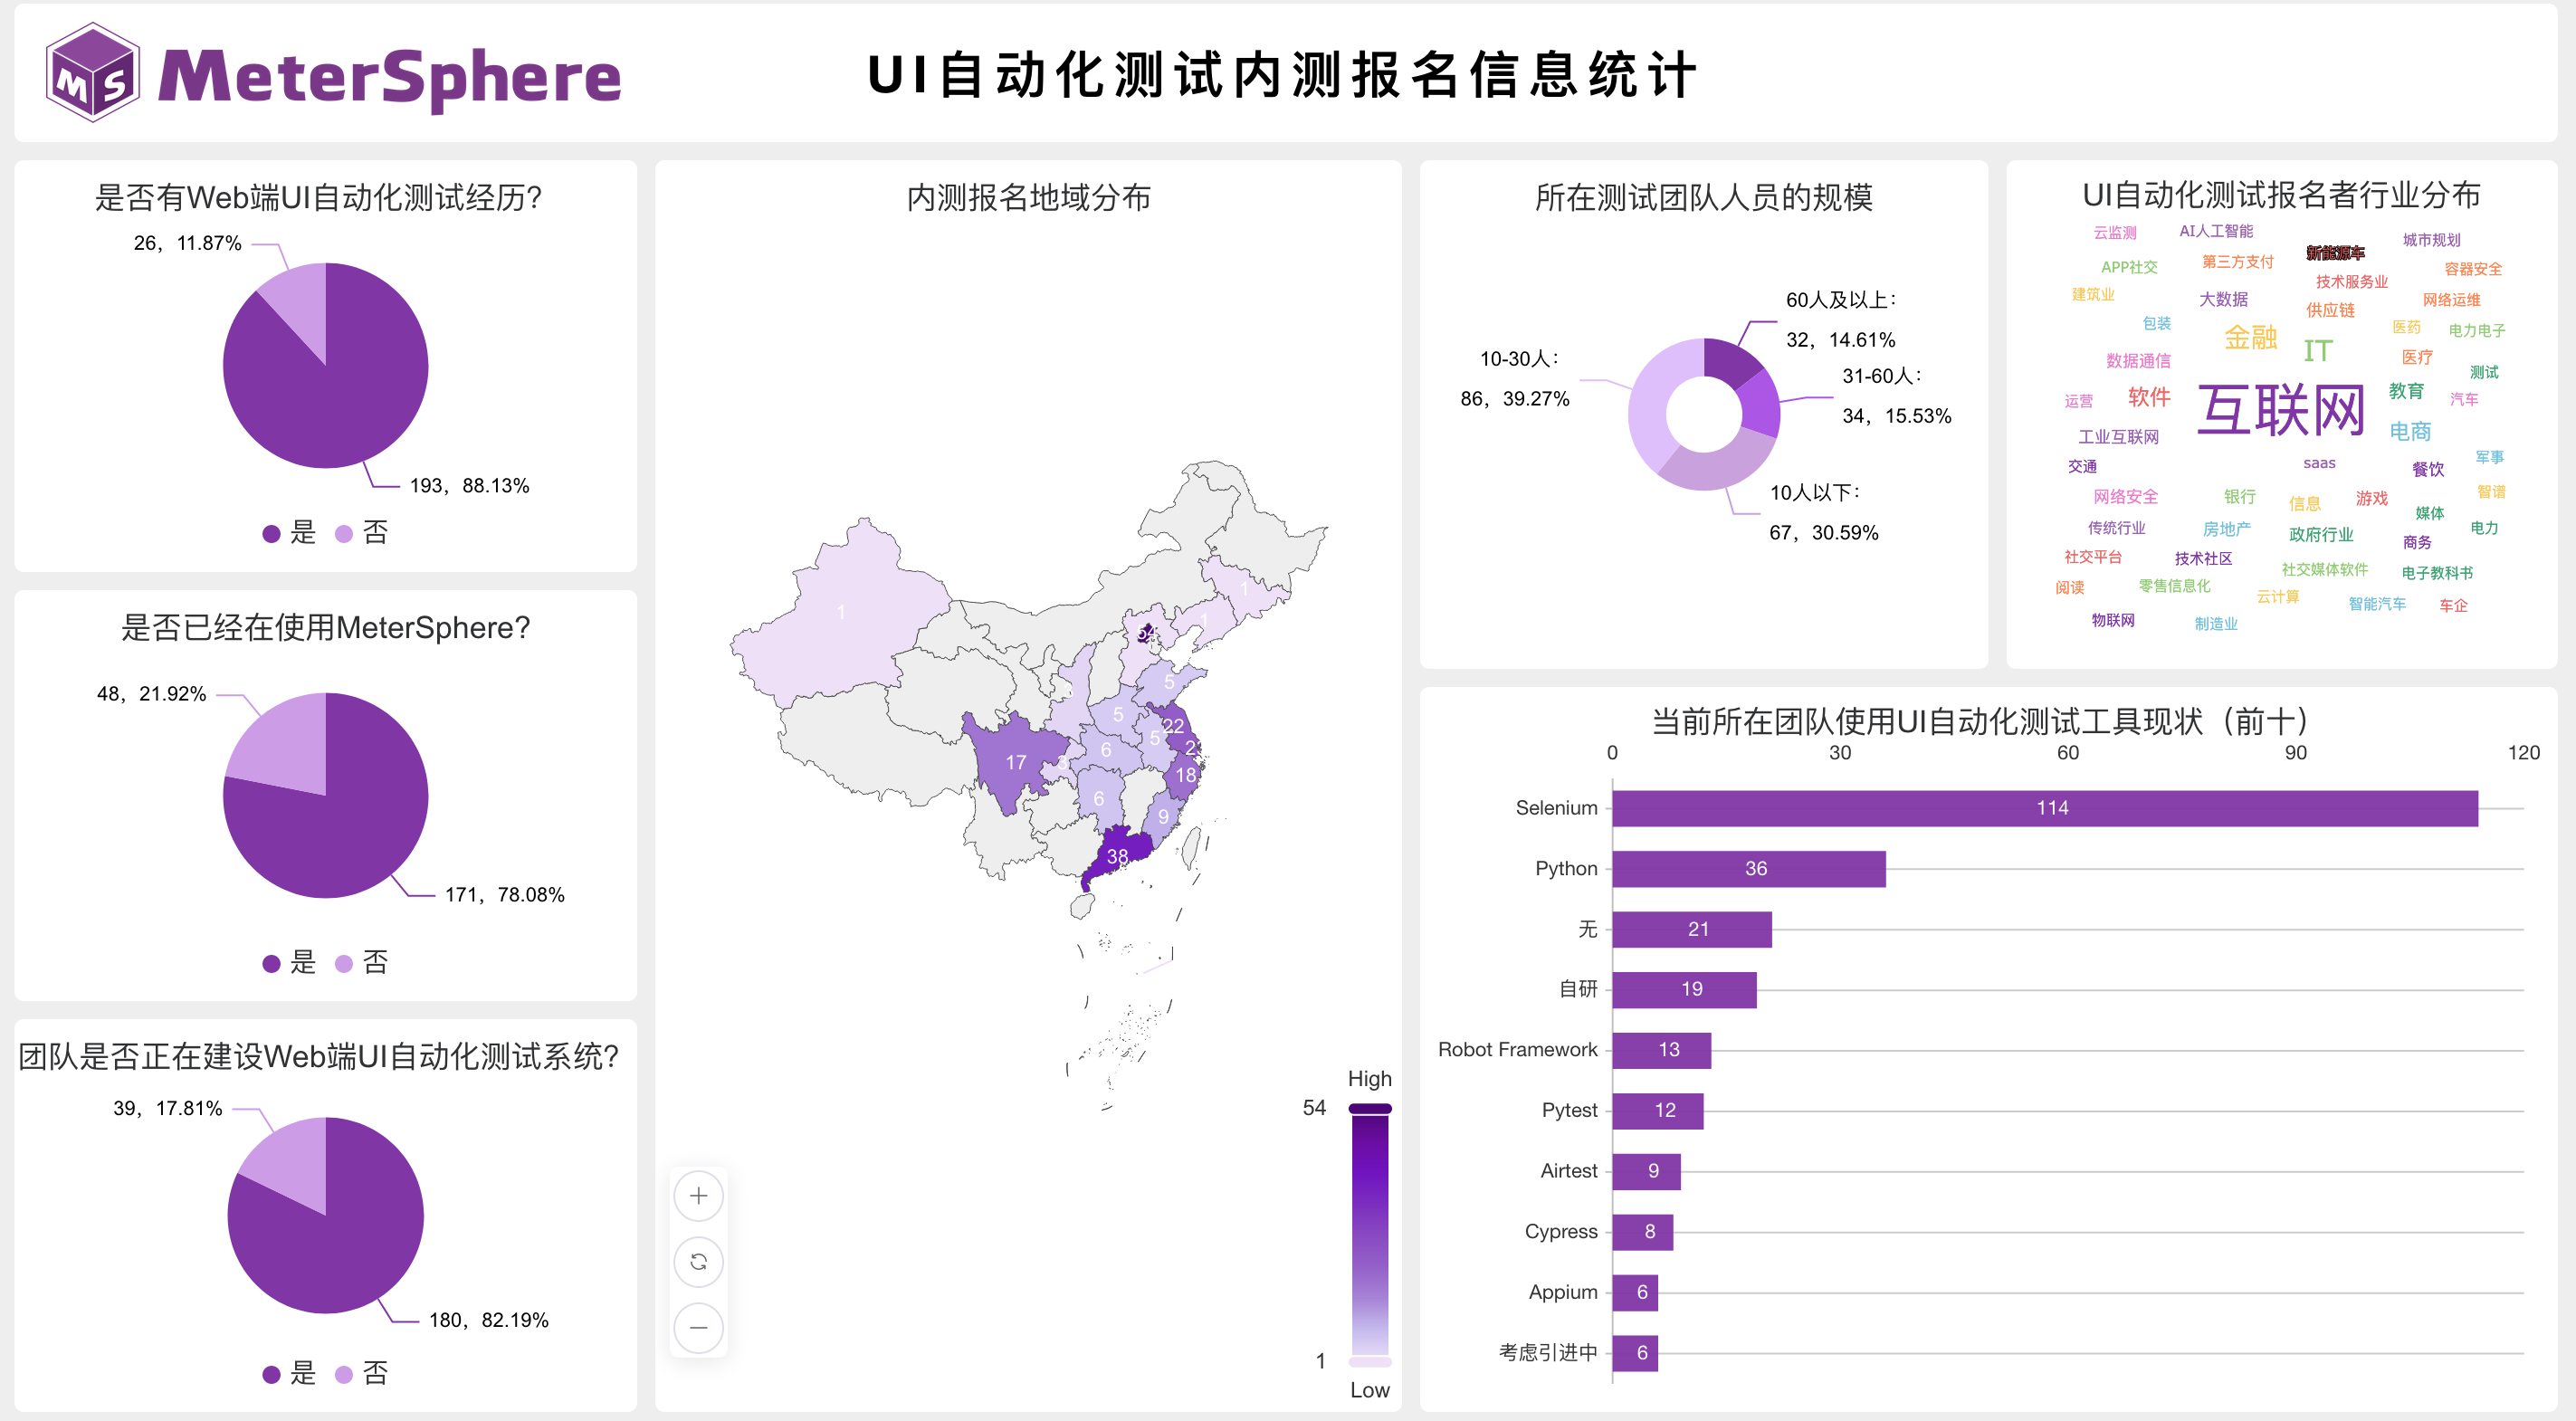 MS
MeterSphere
UI自动化测试内测报名信息统计
是否有Web端UI自动化测试经历?
26，11.87%
193，88.13%
是 否
是否已经在使用MeterSphere?
48，21.92%
171，78.08%
是 否
团队是否正在建设Web端UI自动化测试系统?
39，17.81%
180，82.19%
是 否
内测报名地域分布
1
1
1
54
5
5
22
5
6
17
3
18
6
9
38
High
54
1
Low
所在测试团队人员的规模
60人及以上：
32，14.61%
31-60人：
34，15.53%
10人以下：
67，30.59%
10-30人：
86，39.27%
UI自动化测试报名者行业分布
云监测 AI人工智能 新能源车 城市规划
APP社交 第三方支付 技术服务业 容器安全
建筑业 大数据 供应链 网络运维
包装 金融 IT 医药 电力电子
数据通信 医疗 测试
运营 软件 互联网 教育 汽车
工业互联网 电商
交通 saas 餐饮 军事
网络安全 银行 信息 游戏 智谱
传统行业 房地产 政府行业 媒体 电力
社交平台 技术社区 商务
阅读 零售信息化 社交媒体软件 电子教科书
云计算 智能汽车 车企
物联网 制造业
当前所在团队使用UI自动化测试工具现状（前十）
0 30 60 90 120
Selenium 114
Python 36
无 21
自研 19
Robot Framework 13
Pytest 12
Airtest 9
Cypress 8
Appium 6
考虑引进中 6